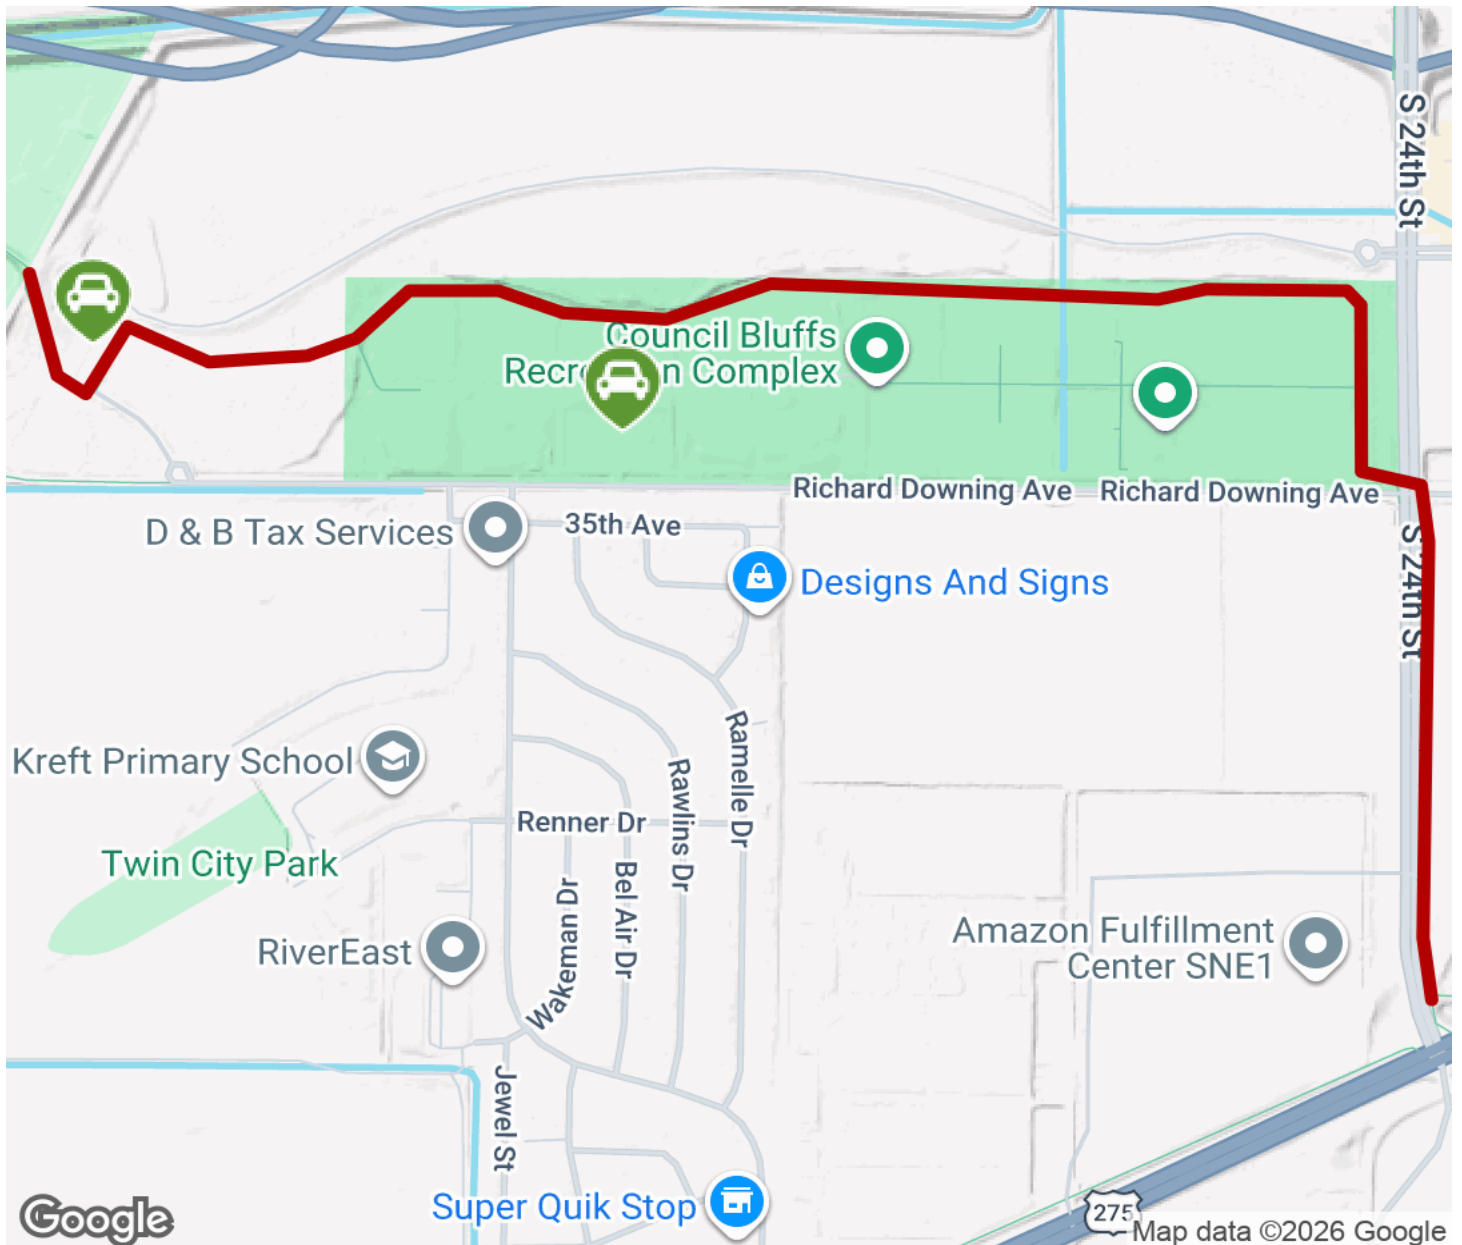 S 24th St
Council Bluffs
Recreation Complex
Richard Downing Ave
Richard Downing Ave
D & B Tax Services
35th Ave
S 24th St
Designs And Signs
Kreft Primary School
Ramelle Dr
Rawlins Dr
Renner Dr
Twin City Park
Bel Air Dr
Wakeman Dr
RiverEast
Amazon Fulfillment
Center SNE1
Jewel St
Super Quik Stop
275
Google
Map data ©2026 Google